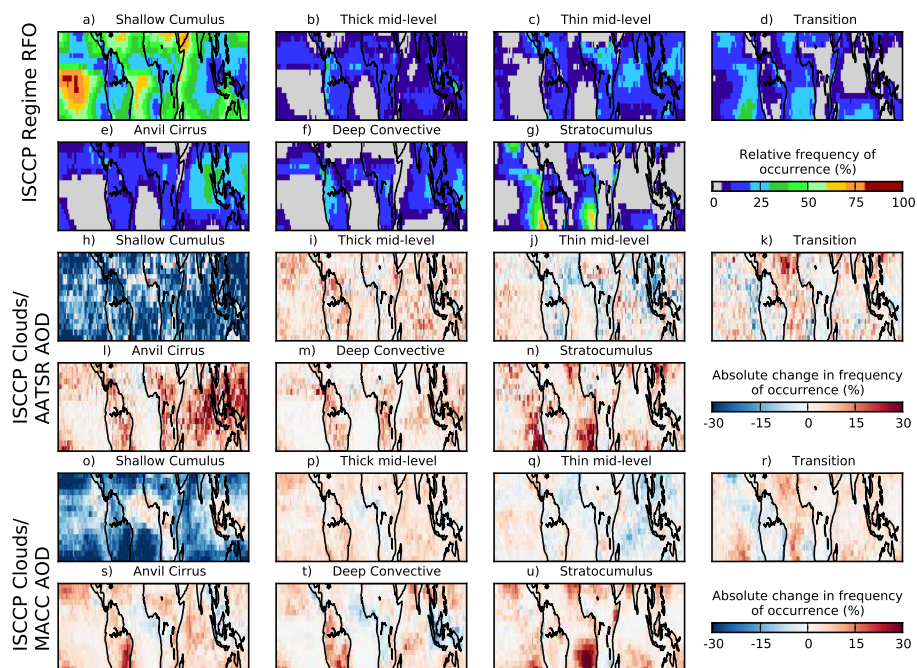 ISCCP Regime RFO
a) Shallow Cumulus
b) Thick mid-level
c) Thin mid-level
d) Transition
e) Anvil Cirrus
f) Deep Convective
g) Stratocumulus
Relative frequency of
occurrence (%)
0 25 50 75 100
ISCCP Clouds/
AATSR AOD
h) Shallow Cumulus
i) Thick mid-level
j) Thin mid-level
k) Transition
l) Anvil Cirrus
m) Deep Convective
n) Stratocumulus
Absolute change in frequency
of occurrence (%)
-30 -15 0 15 30
ISCCP Clouds/
MACC AOD
o) Shallow Cumulus
p) Thick mid-level
q) Thin mid-level
r) Transition
s) Anvil Cirrus
t) Deep Convective
u) Stratocumulus
Absolute change in frequency
of occurrence (%)
-30 -15 0 15 30